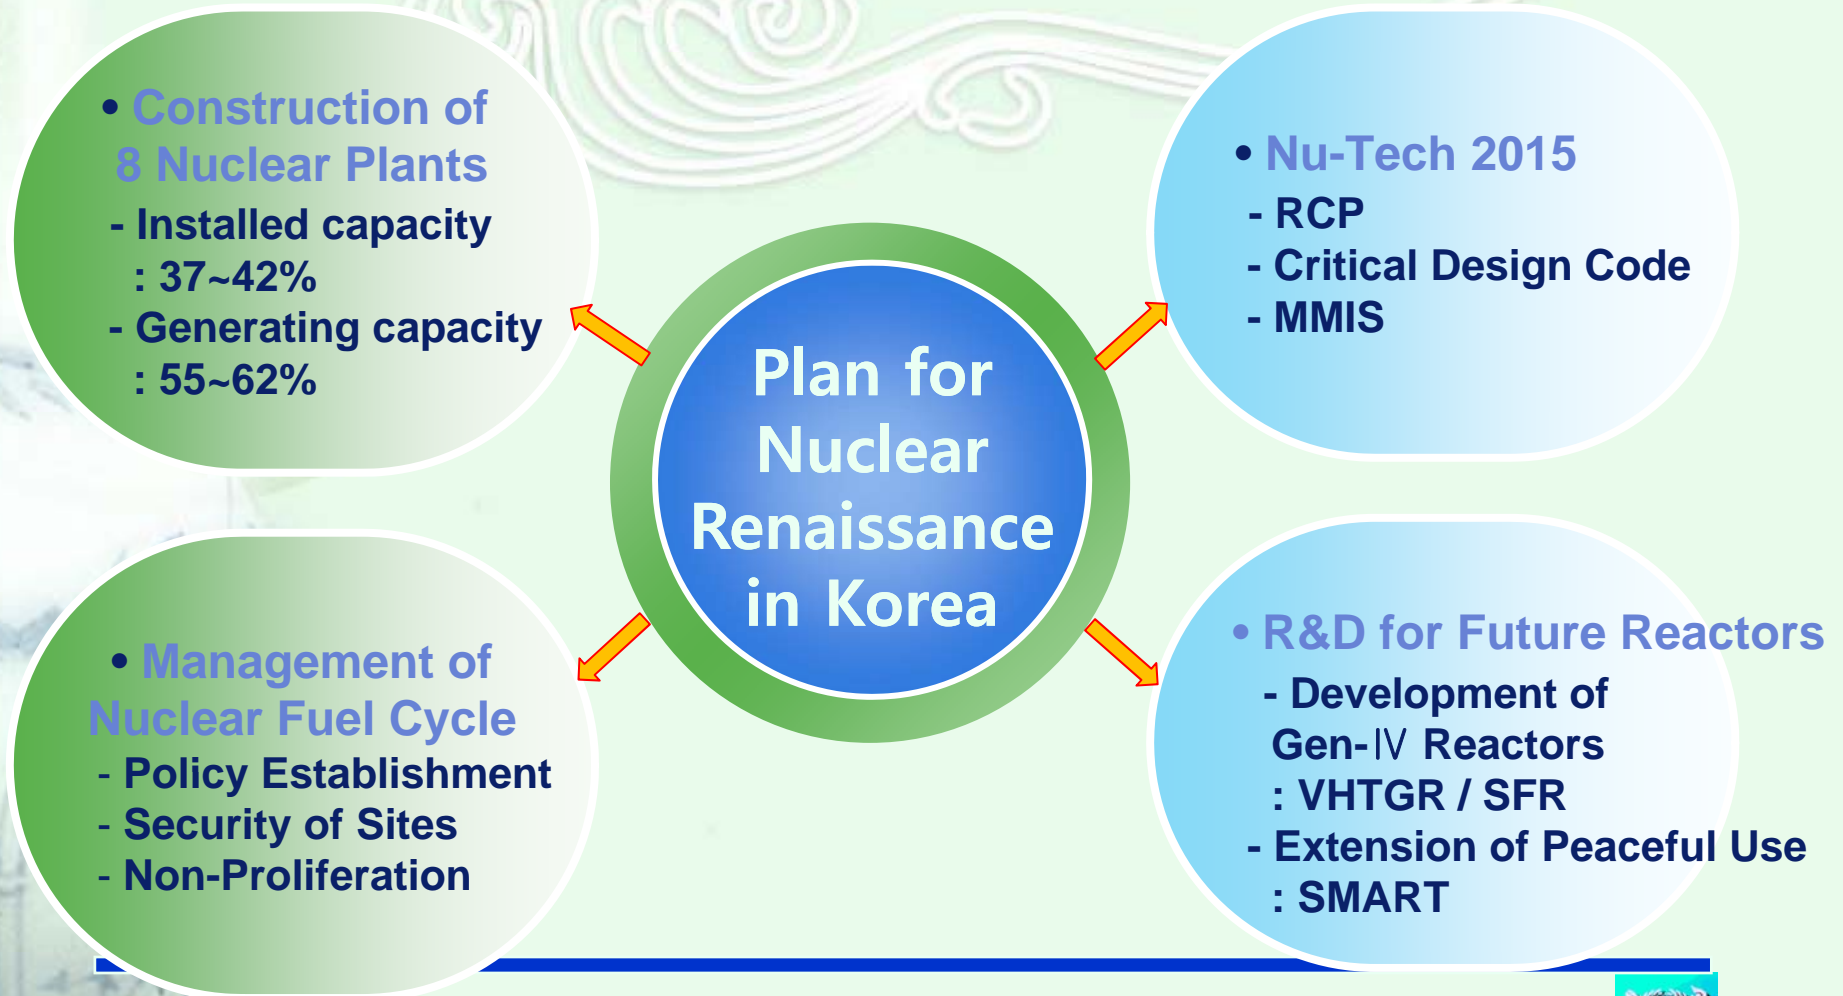 • Construction of
8 Nuclear Plants
- Installed capacity
: 37~42%
- Generating capacity
: 55~62%
• Nu-Tech 2015
- RCP
- Critical Design Code
- MMIS
Plan for
Nuclear
Renaissance
in Korea
• Management of
Nuclear Fuel Cycle
- Policy Establishment
- Security of Sites
- Non-Proliferation
• R&D for Future Reactors
- Development of
Gen-Ⅳ Reactors
: VHTGR / SFR
- Extension of Peaceful Use
: SMART